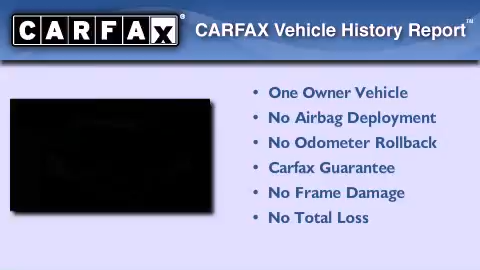 CARFAX® CARFAX Vehicle History Report™
• One Owner Vehicle
• No Airbag Deployment
• No Odometer Rollback
• Carfax Guarantee
• No Frame Damage
• No Total Loss